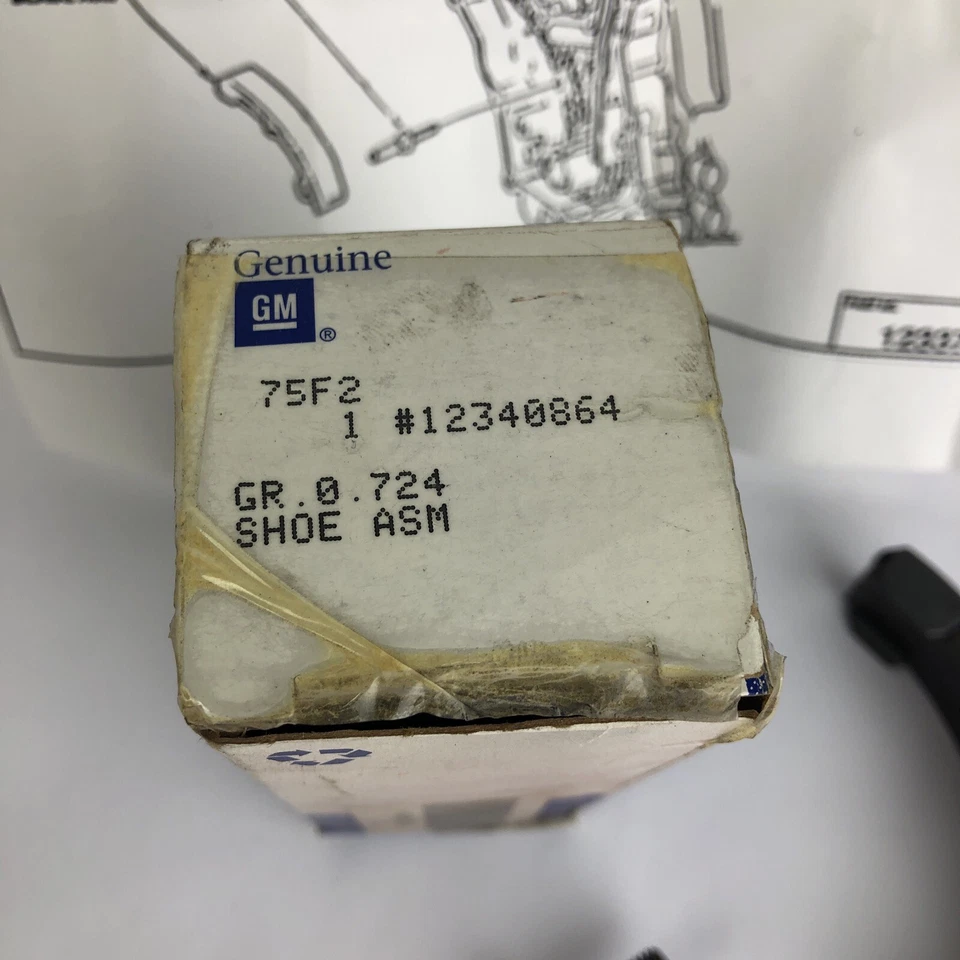 Genuine
GM ®
75F2
1 #12340864
GR.0.724
SHOE ASM